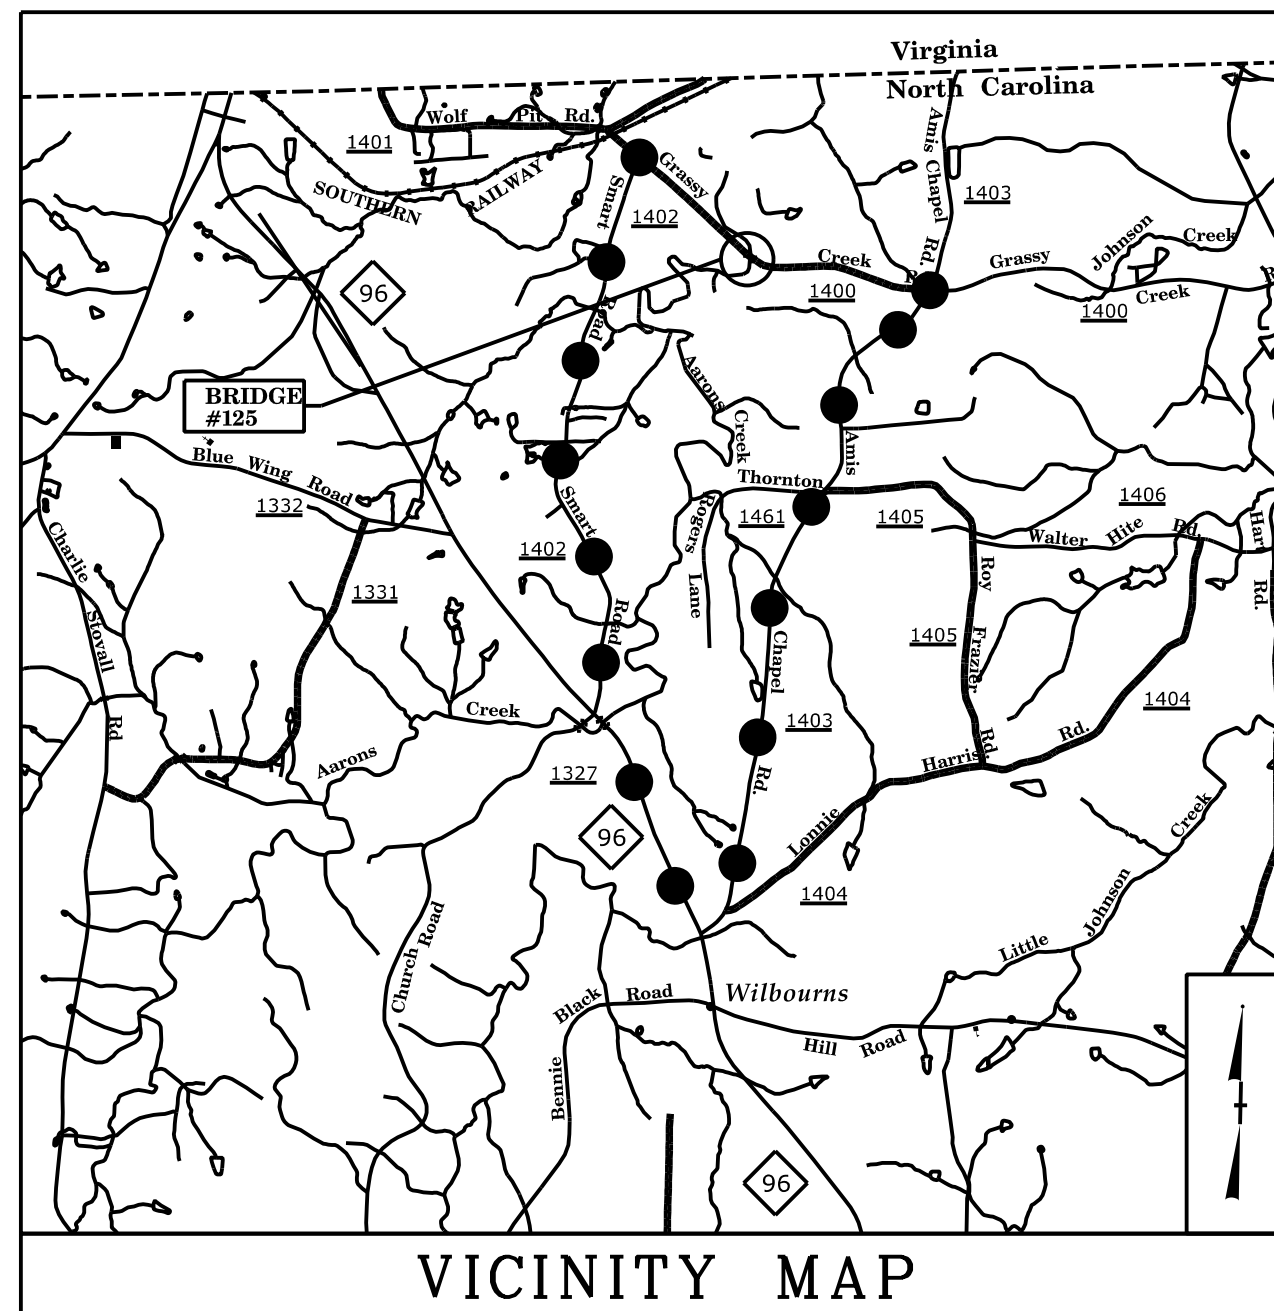 Virginia
North Carolina
Wolf Pit Rd.
1401
SOUTHERN RAILWAY
Grassy
Smart
1402
Amis Chapel Rd.
1403
Creek
1400
Grassy
Johnson
Creek
Creek
1400
96
Road
BRIDGE
#125
Aarons
Creek
Amis
Blue Wing Road
1332
Thornton
1461
1405
1406
Smart
1402
Rogers
Lane
Walter Hite Rd.
Rd.
Charlie
Stovall
Rd
1331
Road
Roy
Frazier
Rd.
1405
Chapel
1403
Rd.
1404
Creek
Aarons
1327
96
Harris Rd.
Lonnie
1404
Creek
Johnson
Little
Church Road
Black Road
Wilbourns
Hill Road
Bennie
96
VICINITY MAP